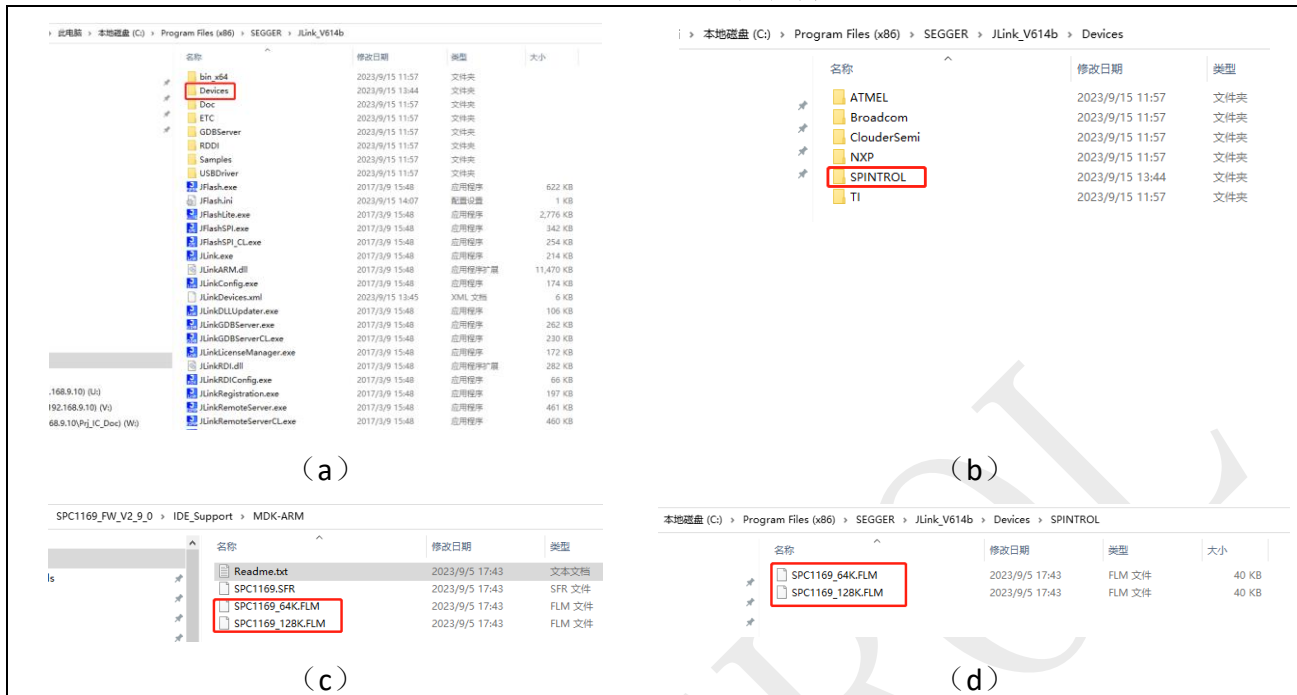 › 此电脑 › 本地磁盘 (C:) › Program Files (x86) › SEGGER › JLink_V614b
名称 修改日期 类型 大小
bin_x64 2023/9/15 11:57 文件夹
Devices 2023/9/15 13:44 文件夹
Doc 2023/9/15 11:57 文件夹
ETC 2023/9/15 11:57 文件夹
GDBServer 2023/9/15 11:57 文件夹
RDDI 2023/9/15 11:57 文件夹
Samples 2023/9/15 11:57 文件夹
USBDriver 2023/9/15 11:57 文件夹
JFlash.exe 2017/3/9 15:48 应用程序 622 KB
JFlash.ini 2023/9/15 14:07 配置设置 1 KB
JFlashLite.exe 2017/3/9 15:48 应用程序 2,776 KB
JFlashSPI.exe 2017/3/9 15:48 应用程序 342 KB
JFlashSPI_CL.exe 2017/3/9 15:48 应用程序 254 KB
JLink.exe 2017/3/9 15:48 应用程序 214 KB
JLinkARM.dll 2017/3/9 15:48 应用程序扩展 11,470 KB
JLinkConfig.exe 2017/3/9 15:48 应用程序 174 KB
JLinkDevices.xml 2023/9/15 13:45 XML 文档 6 KB
JLinkDLLUpdater.exe 2017/3/9 15:48 应用程序 106 KB
JLinkGDBServer.exe 2017/3/9 15:48 应用程序 262 KB
JLinkGDBServerCL.exe 2017/3/9 15:48 应用程序 230 KB
JLinkLicenseManager.exe 2017/3/9 15:48 应用程序 172 KB
JLinkRDI.dll 2017/3/9 15:48 应用程序扩展 282 KB
JLinkRDIConfig.exe 2017/3/9 15:48 应用程序 66 KB
.168.9.10) (U:) JLinkRegistration.exe 2017/3/9 15:48 应用程序 197 KB
192.168.9.10) (V:) JLinkRemoteServer.exe 2017/3/9 15:48 应用程序 461 KB
68.9.10\Prj_IC_Doc) (W:) JLinkRemoteServerCL.exe 2017/3/9 15:48 应用程序 460 KB
（a）
› 本地磁盘 (C:) › Program Files (x86) › SEGGER › JLink_V614b › Devices
名称 修改日期 类型
ATMEL 2023/9/15 11:57 文件夹
Broadcom 2023/9/15 11:57 文件夹
ClouderSemi 2023/9/15 11:57 文件夹
NXP 2023/9/15 11:57 文件夹
SPINTROL 2023/9/15 13:44 文件夹
TI 2023/9/15 11:57 文件夹
（b）
SPC1169_FW_V2_9_0 › IDE_Support › MDK-ARM
名称 修改日期 类型
ls
Readme.txt 2023/9/5 17:43 文本文档
SPC1169.SFR 2023/9/5 17:43 SFR 文件
SPC1169_64K.FLM 2023/9/5 17:43 FLM 文件
SPC1169_128K.FLM 2023/9/5 17:43 FLM 文件
（c）
本地磁盘 (C:) › Program Files (x86) › SEGGER › JLink_V614b › Devices › SPINTROL
名称 修改日期 类型 大小
SPC1169_64K.FLM 2023/9/5 17:43 FLM 文件 40 KB
SPC1169_128K.FLM 2023/9/5 17:43 FLM 文件 40 KB
（d）